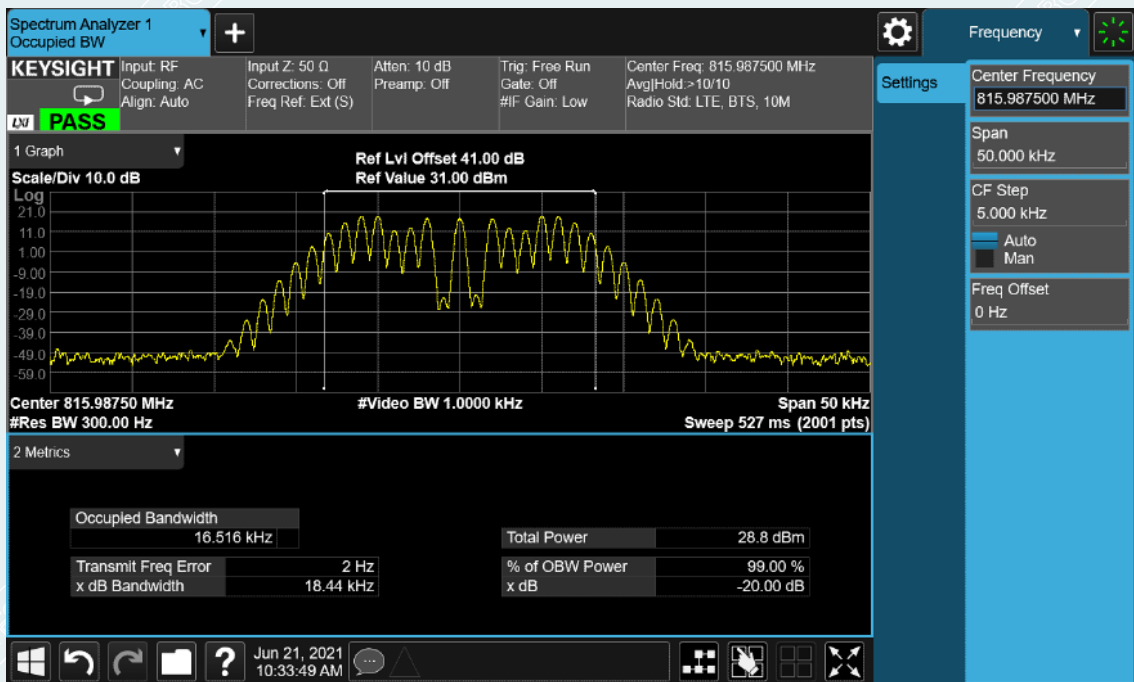 Spectrum Analyzer 1
Occupied BW
+
Frequency
KEYSIGHT
Input: RF
Coupling: AC
Align: Auto
Input Z: 50 Ω
Corrections: Off
Freq Ref: Ext (S)
Atten: 10 dB
Preamp: Off
Trig: Free Run
Gate: Off
#IF Gain: Low
Center Freq: 815.987500 MHz
Avg|Hold:>10/10
Radio Std: LTE, BTS, 10M
LXI
PASS
Settings
Center Frequency
815.987500 MHz
Span
50.000 kHz
CF Step
5.000 kHz
Auto
Man
Freq Offset
0 Hz
1 Graph
Scale/Div 10.0 dB
Ref Lvl Offset 41.00 dB
Ref Value 31.00 dBm
Log
21.0
11.0
1.00
-9.00
-19.0
-29.0
-39.0
-49.0
-59.0
Center 815.98750 MHz
#Video BW 1.0000 kHz
Span 50 kHz
#Res BW 300.00 Hz
Sweep 527 ms (2001 pts)
2 Metrics
Occupied Bandwidth
16.516 kHz
Total Power 28.8 dBm
Transmit Freq Error 2 Hz
% of OBW Power 99.00 %
x dB Bandwidth 18.44 kHz
x dB -20.00 dB
?
Jun 21, 2021
10:33:49 AM